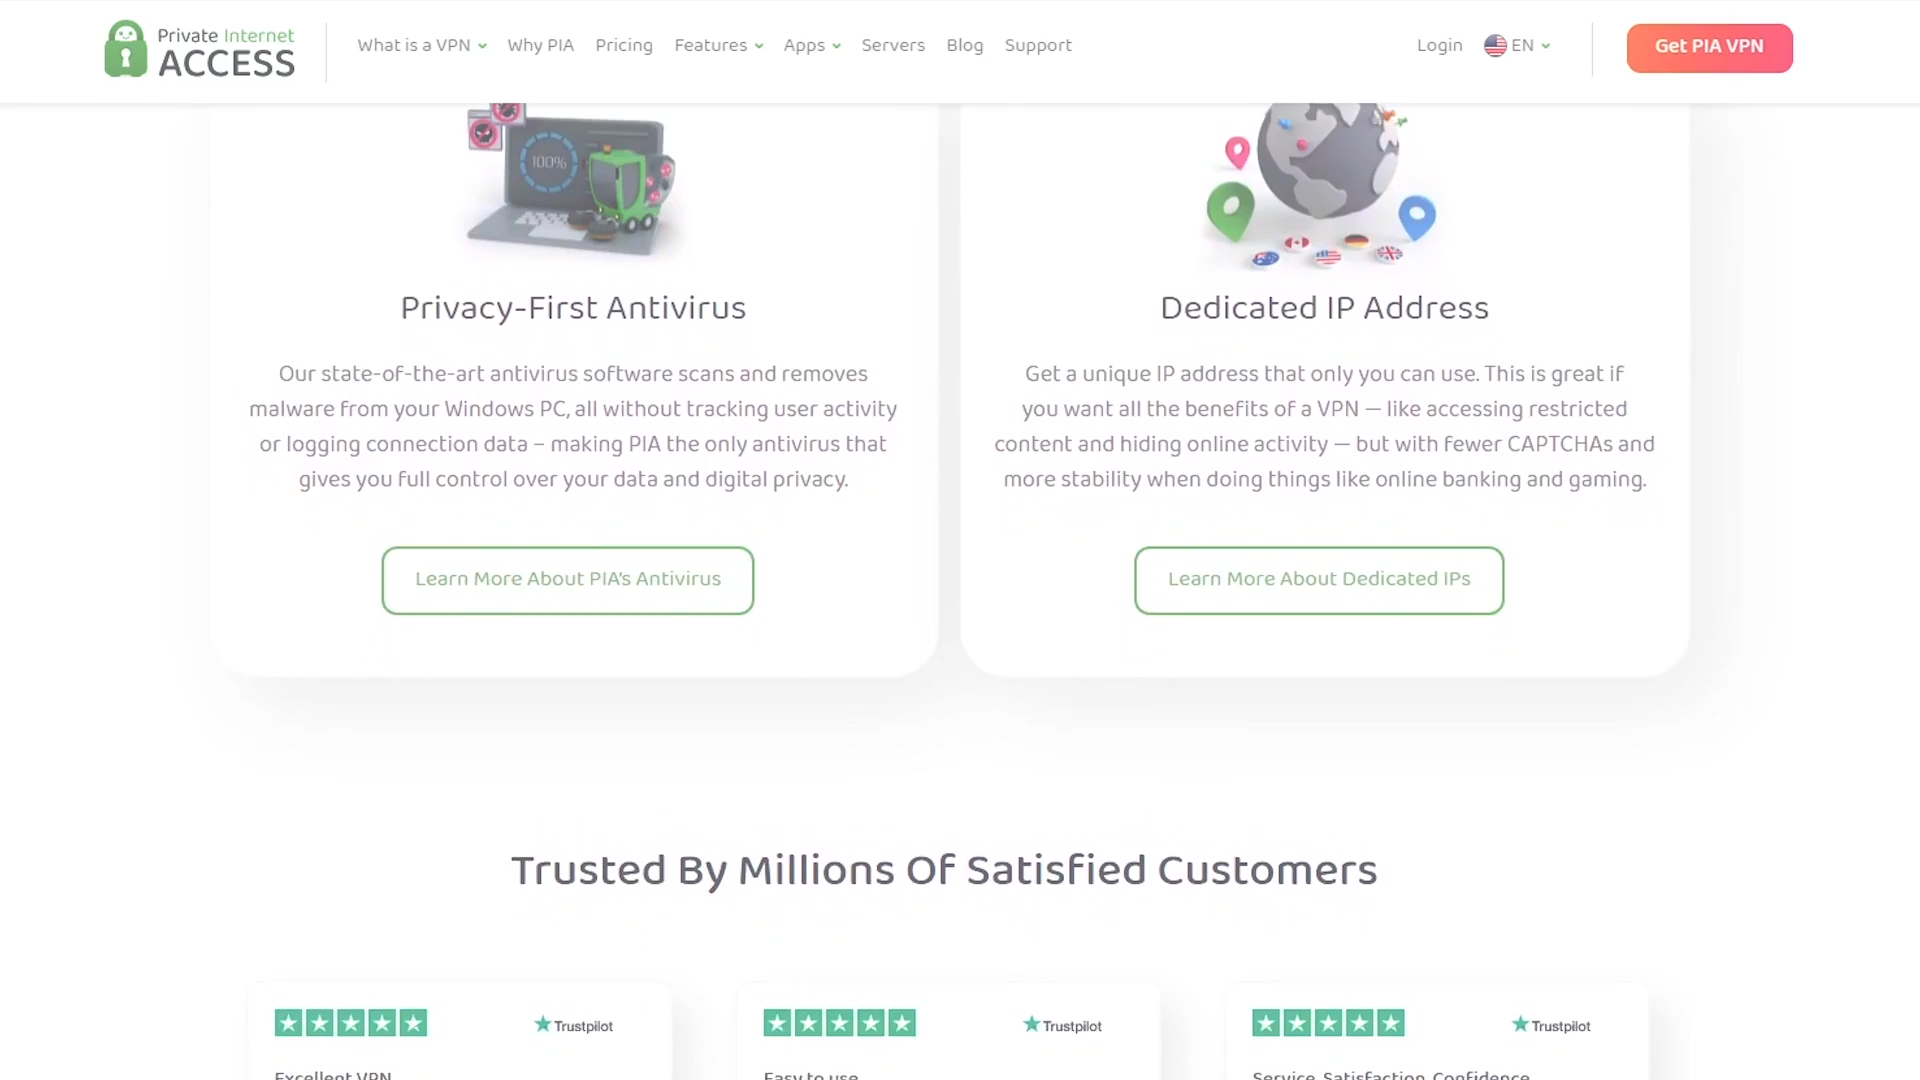 Private Internet
ACCESS
What is a VPN
Why PIA
Pricing
Features
Apps
Servers
Blog
Support
Login
EN
Get PIA VPN
100%
Privacy-First Antivirus
Our state-of-the-art antivirus software scans and removes
malware from your Windows PC, all without tracking user activity
or logging connection data – making PIA the only antivirus that
gives you full control over your data and digital privacy.
Learn More About PIA's Antivirus
Dedicated IP Address
Get a unique IP address that only you can use. This is great if
you want all the benefits of a VPN — like accessing restricted
content and hiding online activity — but with fewer CAPTCHAs and
more stability when doing things like online banking and gaming.
Learn More About Dedicated IPs
Trusted By Millions Of Satisfied Customers
Trustpilot
Excellent VPN
Trustpilot
Easy to use
Trustpilot
Service, Satisfaction, Confidence